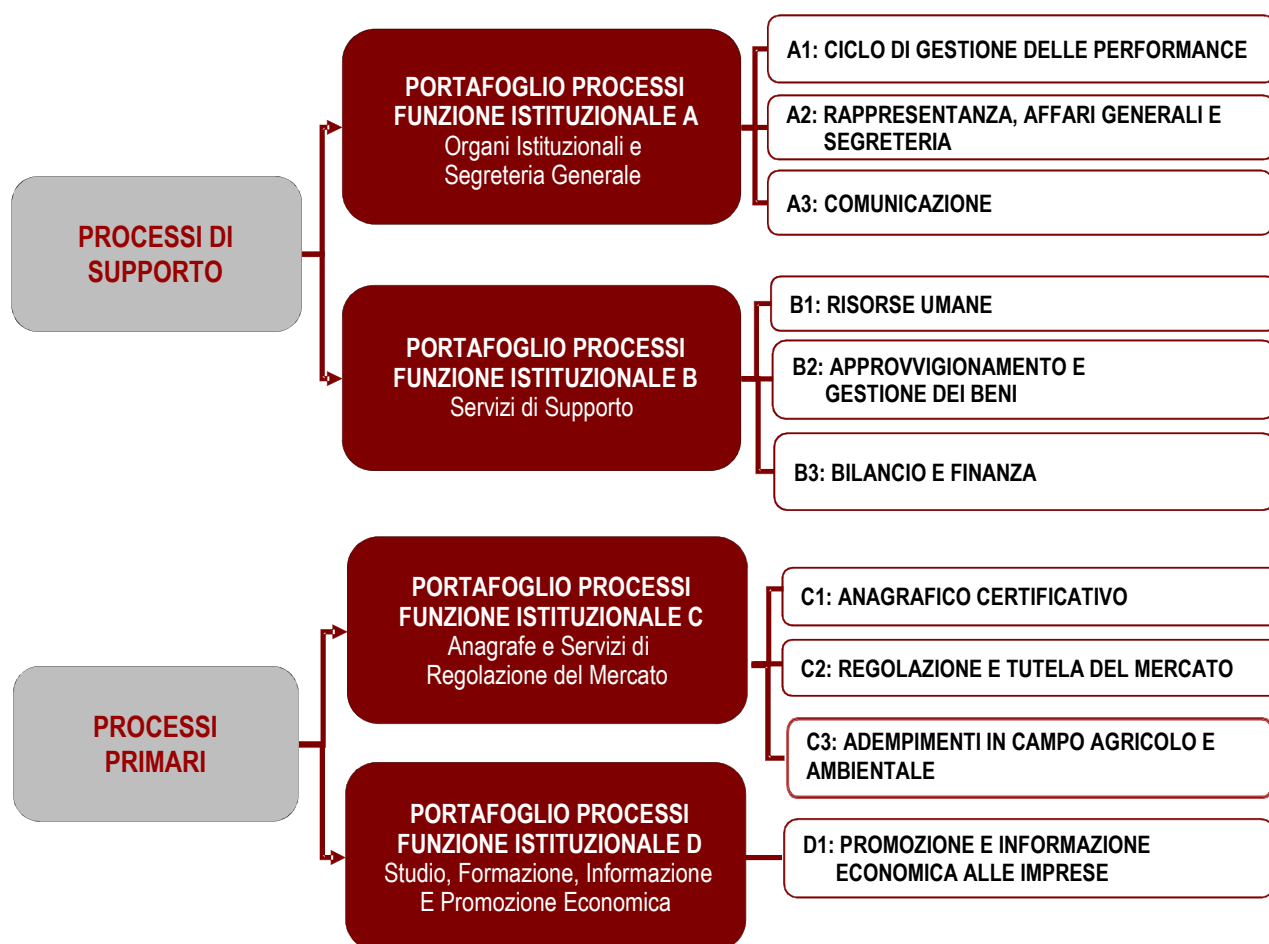 PROCESSI DI
SUPPORTO
PORTAFOGLIO PROCESSI
FUNZIONE ISTITUZIONALE A
Organi Istituzionali e
Segreteria Generale
A1: CICLO DI GESTIONE DELLE PERFORMANCE
A2: RAPPRESENTANZA, AFFARI GENERALI E
SEGRETERIA
A3: COMUNICAZIONE
PORTAFOGLIO PROCESSI
FUNZIONE ISTITUZIONALE B
Servizi di Supporto
B1: RISORSE UMANE
B2: APPROVVIGIONAMENTO E
GESTIONE DEI BENI
B3: BILANCIO E FINANZA
PROCESSI
PRIMARI
PORTAFOGLIO PROCESSI
FUNZIONE ISTITUZIONALE C
Anagrafe e Servizi di
Regolazione del Mercato
C1: ANAGRAFICO CERTIFICATIVO
C2: REGOLAZIONE E TUTELA DEL MERCATO
C3: ADEMPIMENTI IN CAMPO AGRICOLO E
AMBIENTALE
PORTAFOGLIO PROCESSI
FUNZIONE ISTITUZIONALE D
Studio, Formazione, Informazione
E Promozione Economica
D1: PROMOZIONE E INFORMAZIONE
ECONOMICA ALLE IMPRESE